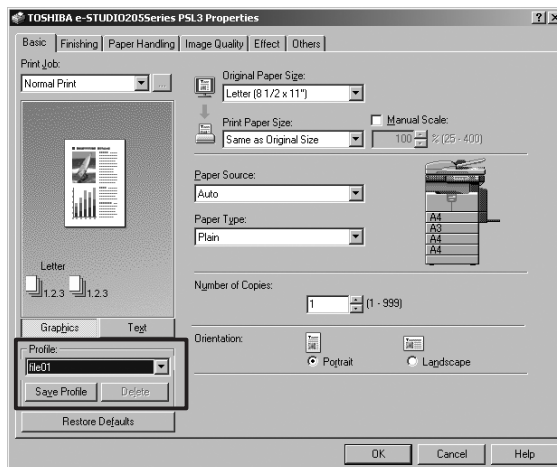 TOSHIBA e-STUDIO205Series PSL3 Properties
Basic Finishing Paper Handling Image Quality Effect Others
Print Job:
Normal Print
...
Letter
1.2.3 1.2.3
Graphics Text
Profile:
file01
Save Profile Delete
Restore Defaults
Original Paper Size:
Letter (8 1/2 x 11")
Print Paper Size:
Same as Original Size
Manual Scale:
100 % (25 - 400)
Paper Source:
Auto
Paper Type:
Plain
A4
A3
A4
A4
Number of Copies:
1 (1 - 999)
Orientation:
Portrait Landscape
OK Cancel Help